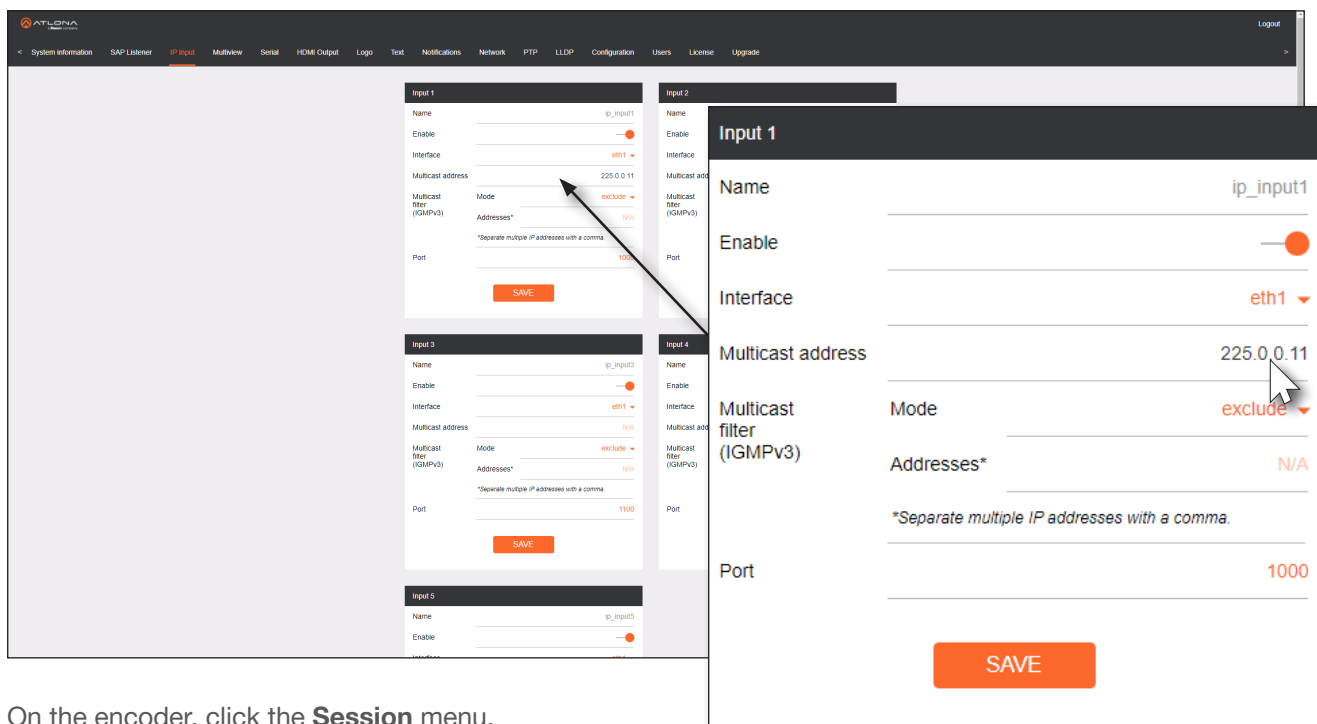 ATLONA
Logout
< System information SAP Listener IP Input Multiview Serial HDMI Output Logo Text Notifications Network PTP LLDP Configuration Users License Upgrade >
Input 1
Name ip_input1
Enable
Interface eth1
Multicast address 225.0.0.11
Multicast filter (IGMPv3)
Mode exclude
Addresses* N/A
*Separate multiple IP addresses with a comma.
Port 1000
SAVE
Input 2
Name
Enable
Interface
Multicast add
Multicast filter (IGMPv3)
Port
Input 3
Name ip_input3
Enable
Interface eth1
Multicast address N/A
Multicast filter (IGMPv3)
Mode exclude
Addresses* N/A
*Separate multiple IP addresses with a comma.
Port 1100
SAVE
Input 4
Name
Enable
Interface
Multicast add
Multicast filter (IGMPv3)
Port
Input 5
Name ip_input5
Enable
Input 1
Name ip_input1
Enable
Interface eth1
Multicast address 225.0.0.11
Multicast
filter
(IGMPv3)
Mode exclude
Addresses* N/A
*Separate multiple IP addresses with a comma.
Port 1000
SAVE
On the encoder, click the Session menu.